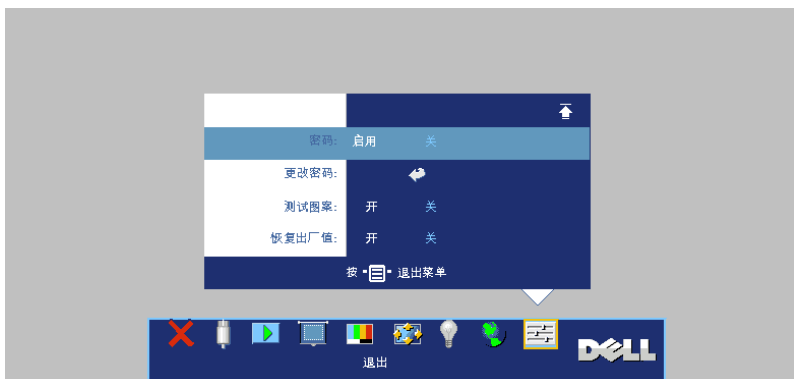 密码: 启用 关
更改密码:
测试图案: 开 关
恢复出厂值: 开 关
按 退出菜单
退出
DELL